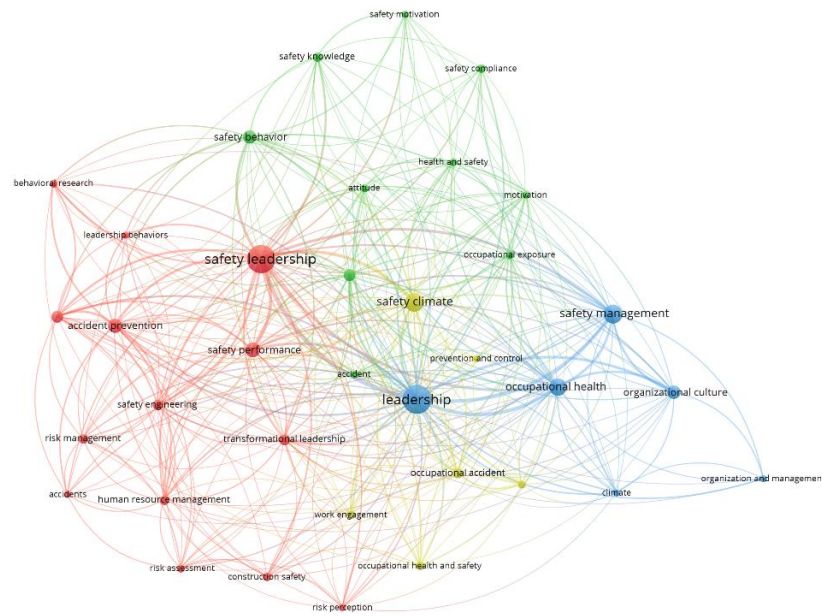 safety motivation
safety knowledge
safety compliance
safety behavior
health and safety
behavioral research
attitude
motivation
leadership behaviors
occupational exposure
safety leadership
safety climate
safety management
accident prevention
safety performance
prevention and control
accident
occupational health
organizational culture
leadership
safety engineering
risk management
transformational leadership
occupational accident
organization and management
accidents
human resource management
climate
work engagement
risk assessment
construction safety
occupational health and safety
risk perception